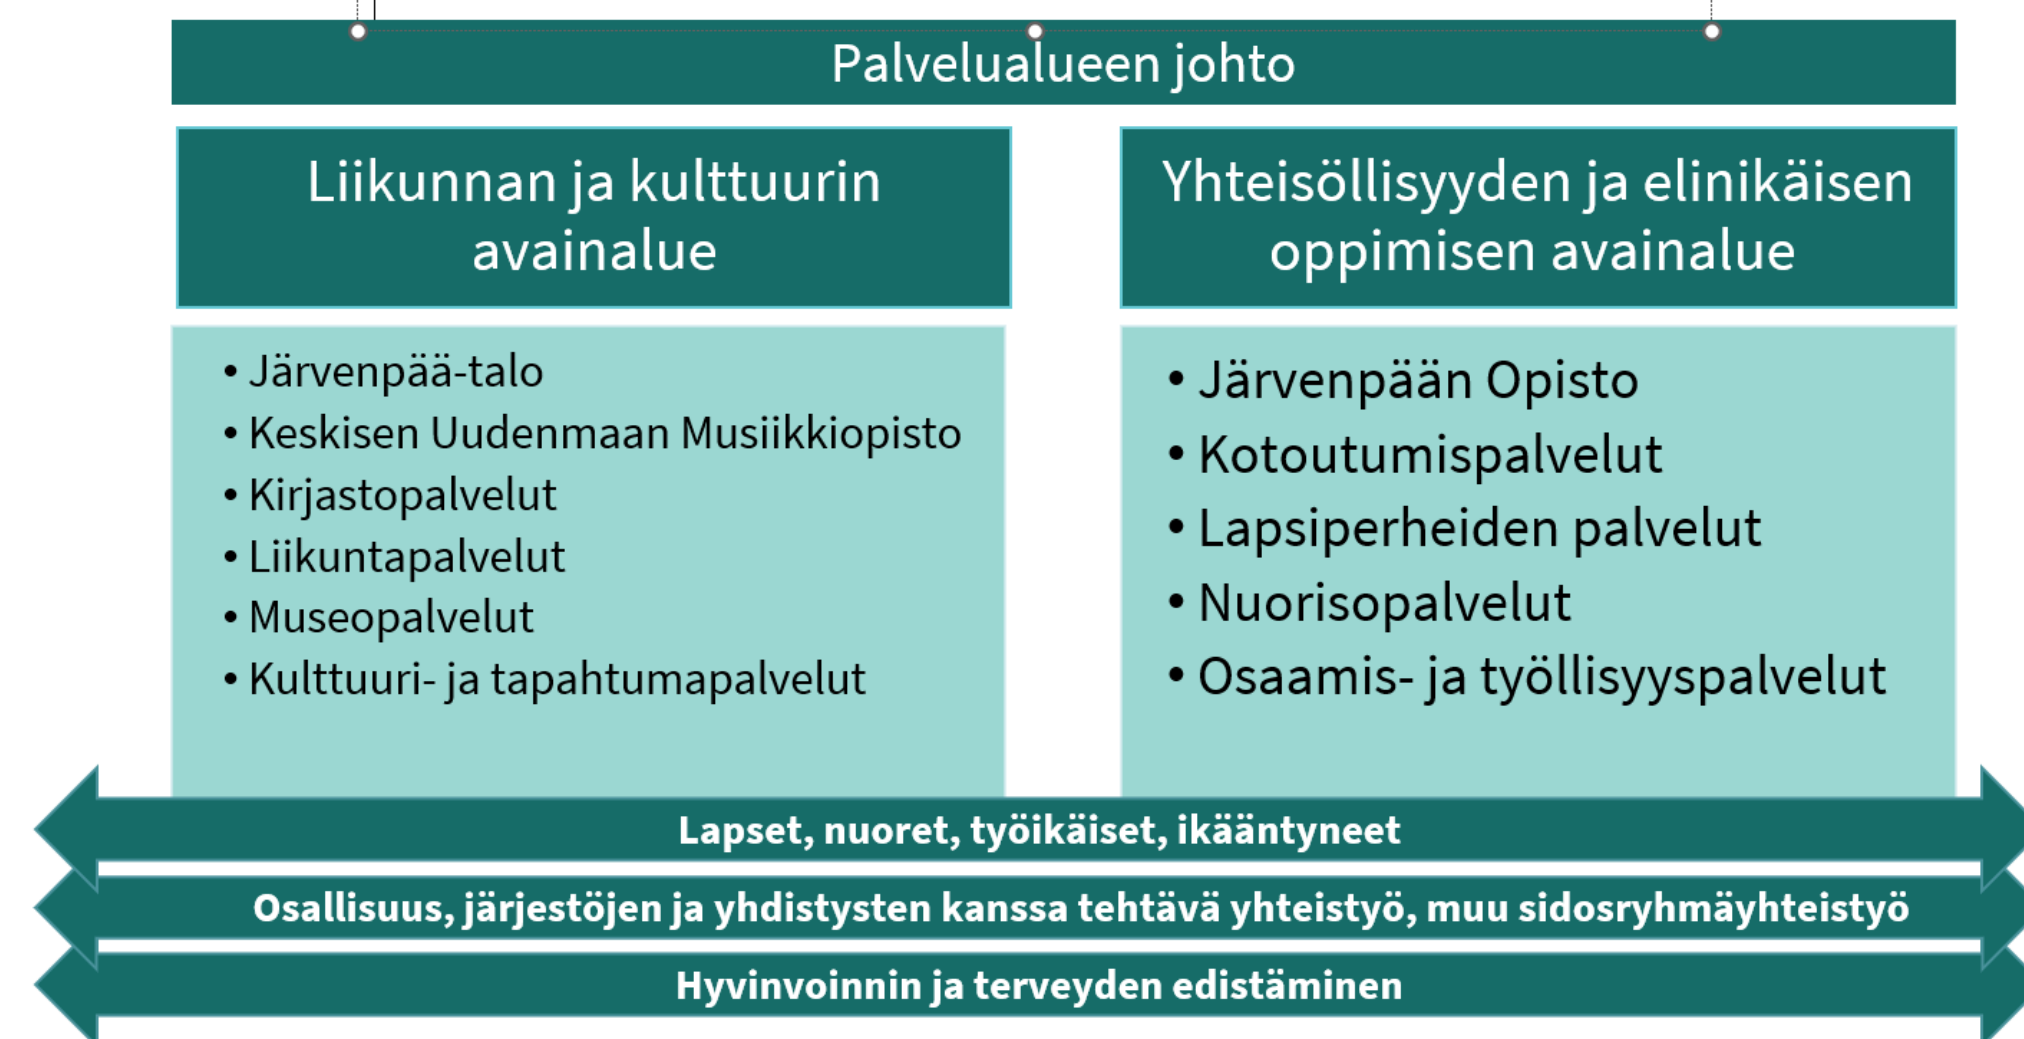 Palvelualueen johto
Liikunnan ja kulttuurin
avainalue
• Järvenpää-talo
• Keskisen Uudenmaan Musiikkiopisto
• Kirjastopalvelut
• Liikuntapalvelut
• Museopalvelut
• Kulttuuri- ja tapahtumapalvelut
Yhteisöllisyyden ja elinikäisen
oppimisen avainalue
• Järvenpään Opisto
• Kotoutumispalvelut
• Lapsiperheiden palvelut
• Nuorisopalvelut
• Osaamis- ja työllisyyspalvelut
Lapset, nuoret, työikäiset, ikääntyneet
Osallisuus, järjestöjen ja yhdistysten kanssa tehtävä yhteistyö, muu sidosryhmäyhteistyö
Hyvinvoinnin ja terveyden edistäminen